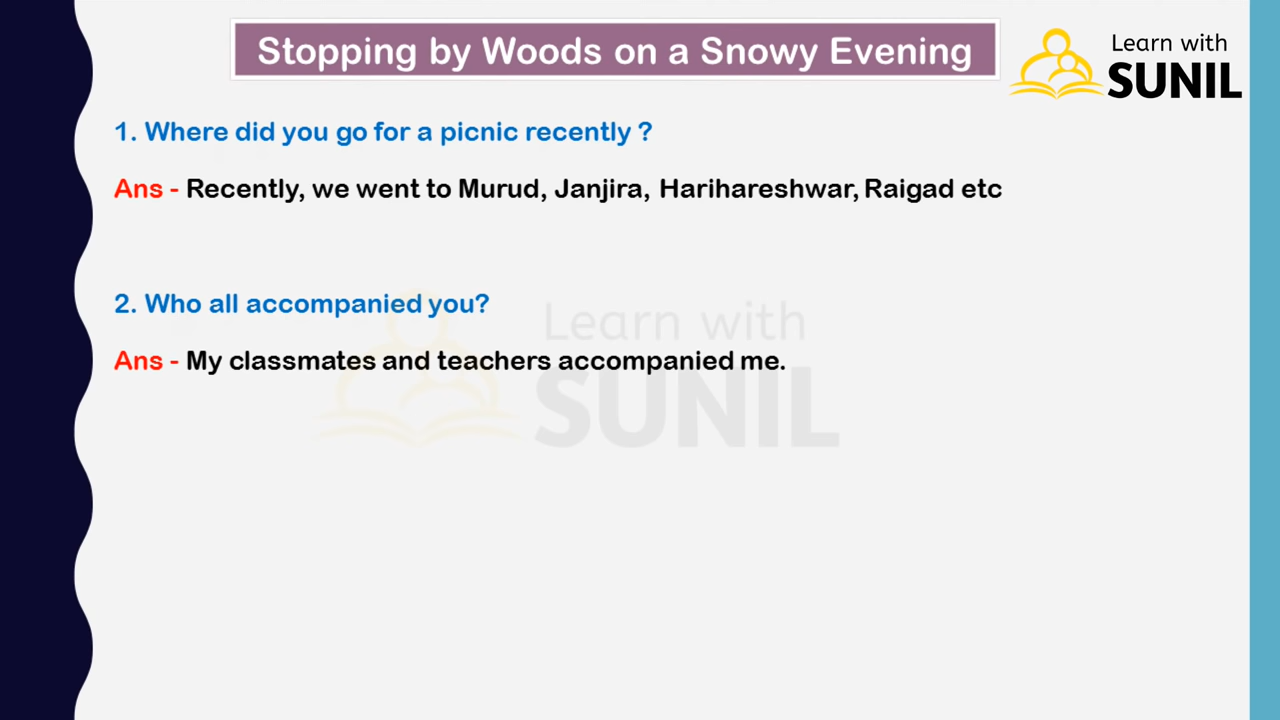 Stopping by Woods on a Snowy Evening
Learn with
SUNIL
1. Where did you go for a picnic recently ?
Ans - Recently, we went to Murud, Janjira, Harihareshwar, Raigad etc
2. Who all accompanied you?
Ans - My classmates and teachers accompanied me.
Learn with
SUNIL